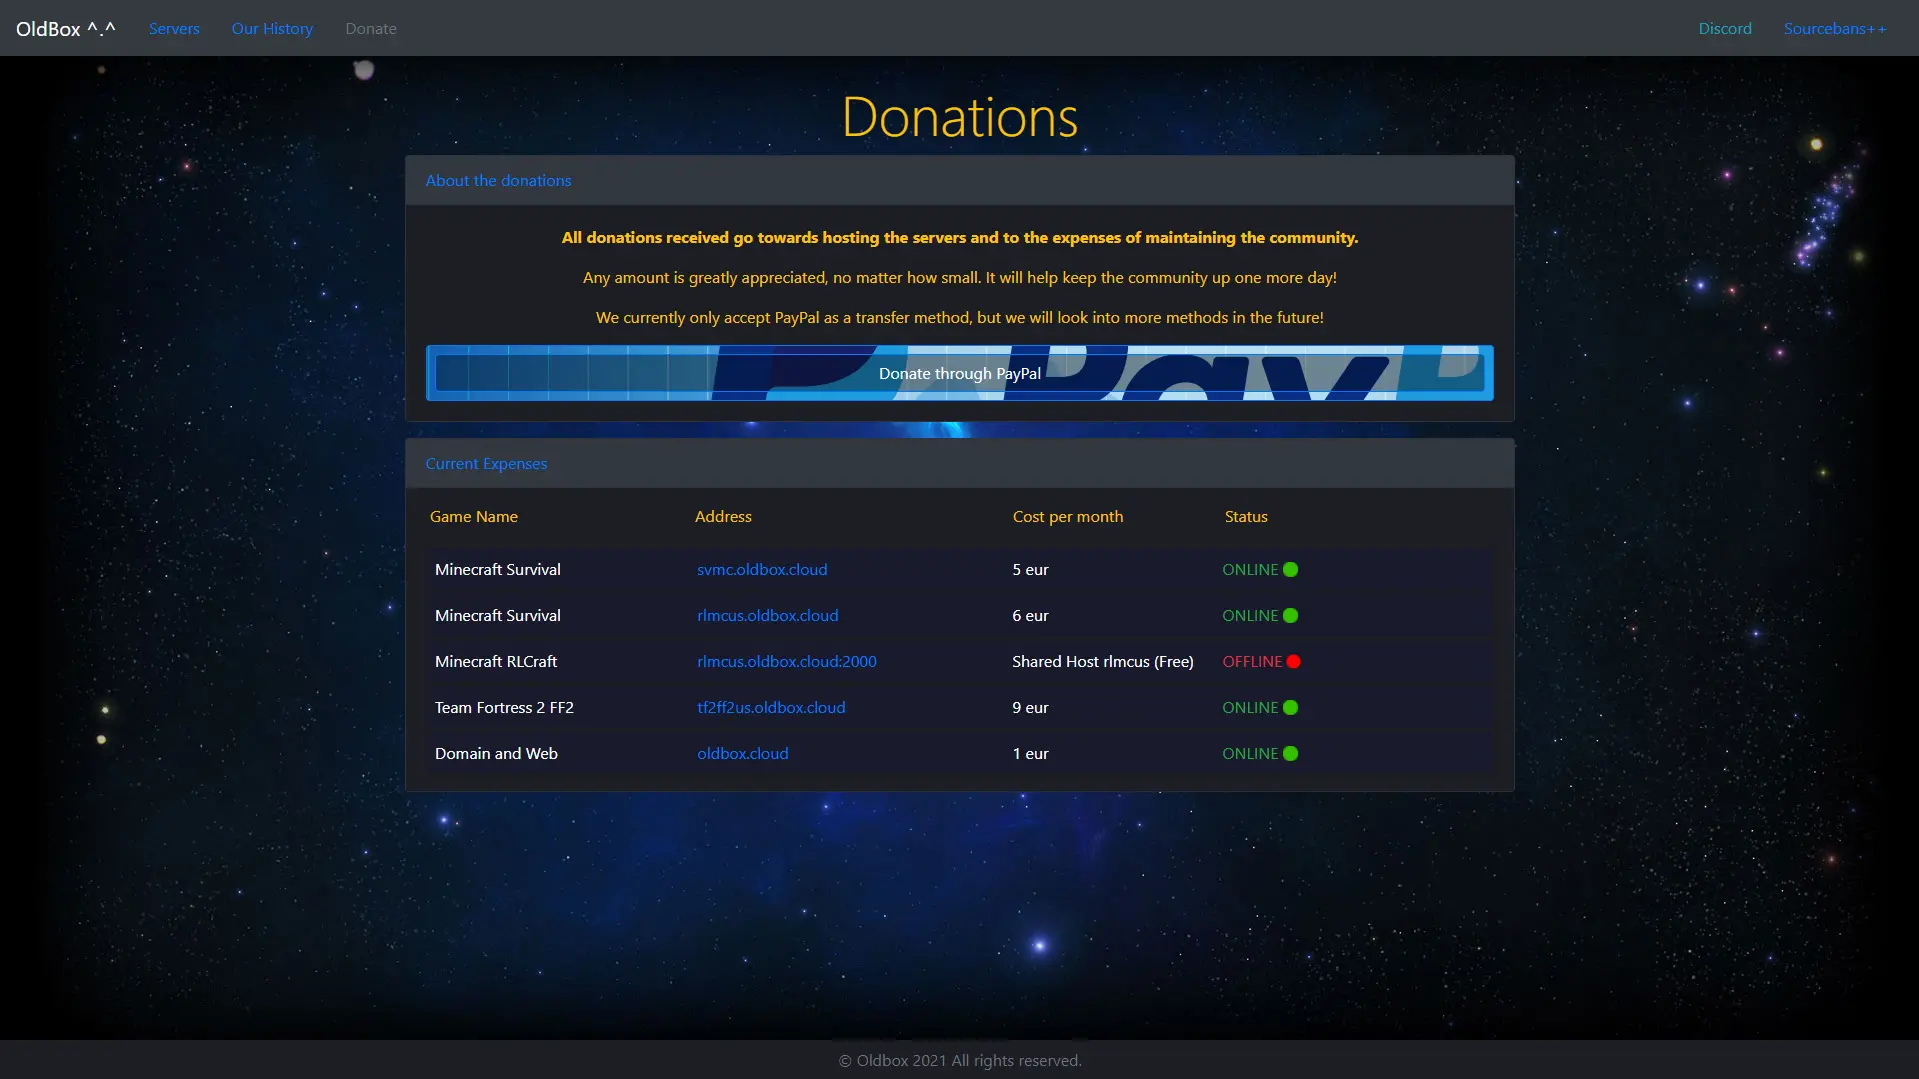 OldBox ^.^ Servers Our History Donate Discord Sourcebans++
Donations
About the donations
All donations received go towards hosting the servers and to the expenses of maintaining the community.
Any amount is greatly appreciated, no matter how small. It will help keep the community up one more day!
We currently only accept PayPal as a transfer method, but we will look into more methods in the future!
Donate through PayPal
Current Expenses
Game Name Address Cost per month Status
Minecraft Survival svmc.oldbox.cloud 5 eur ONLINE
Minecraft Survival rlmcus.oldbox.cloud 6 eur ONLINE
Minecraft RLCraft rlmcus.oldbox.cloud:2000 Shared Host rlmcus (Free) OFFLINE
Team Fortress 2 FF2 tf2ff2us.oldbox.cloud 9 eur ONLINE
Domain and Web oldbox.cloud 1 eur ONLINE
© Oldbox 2021 All rights reserved.